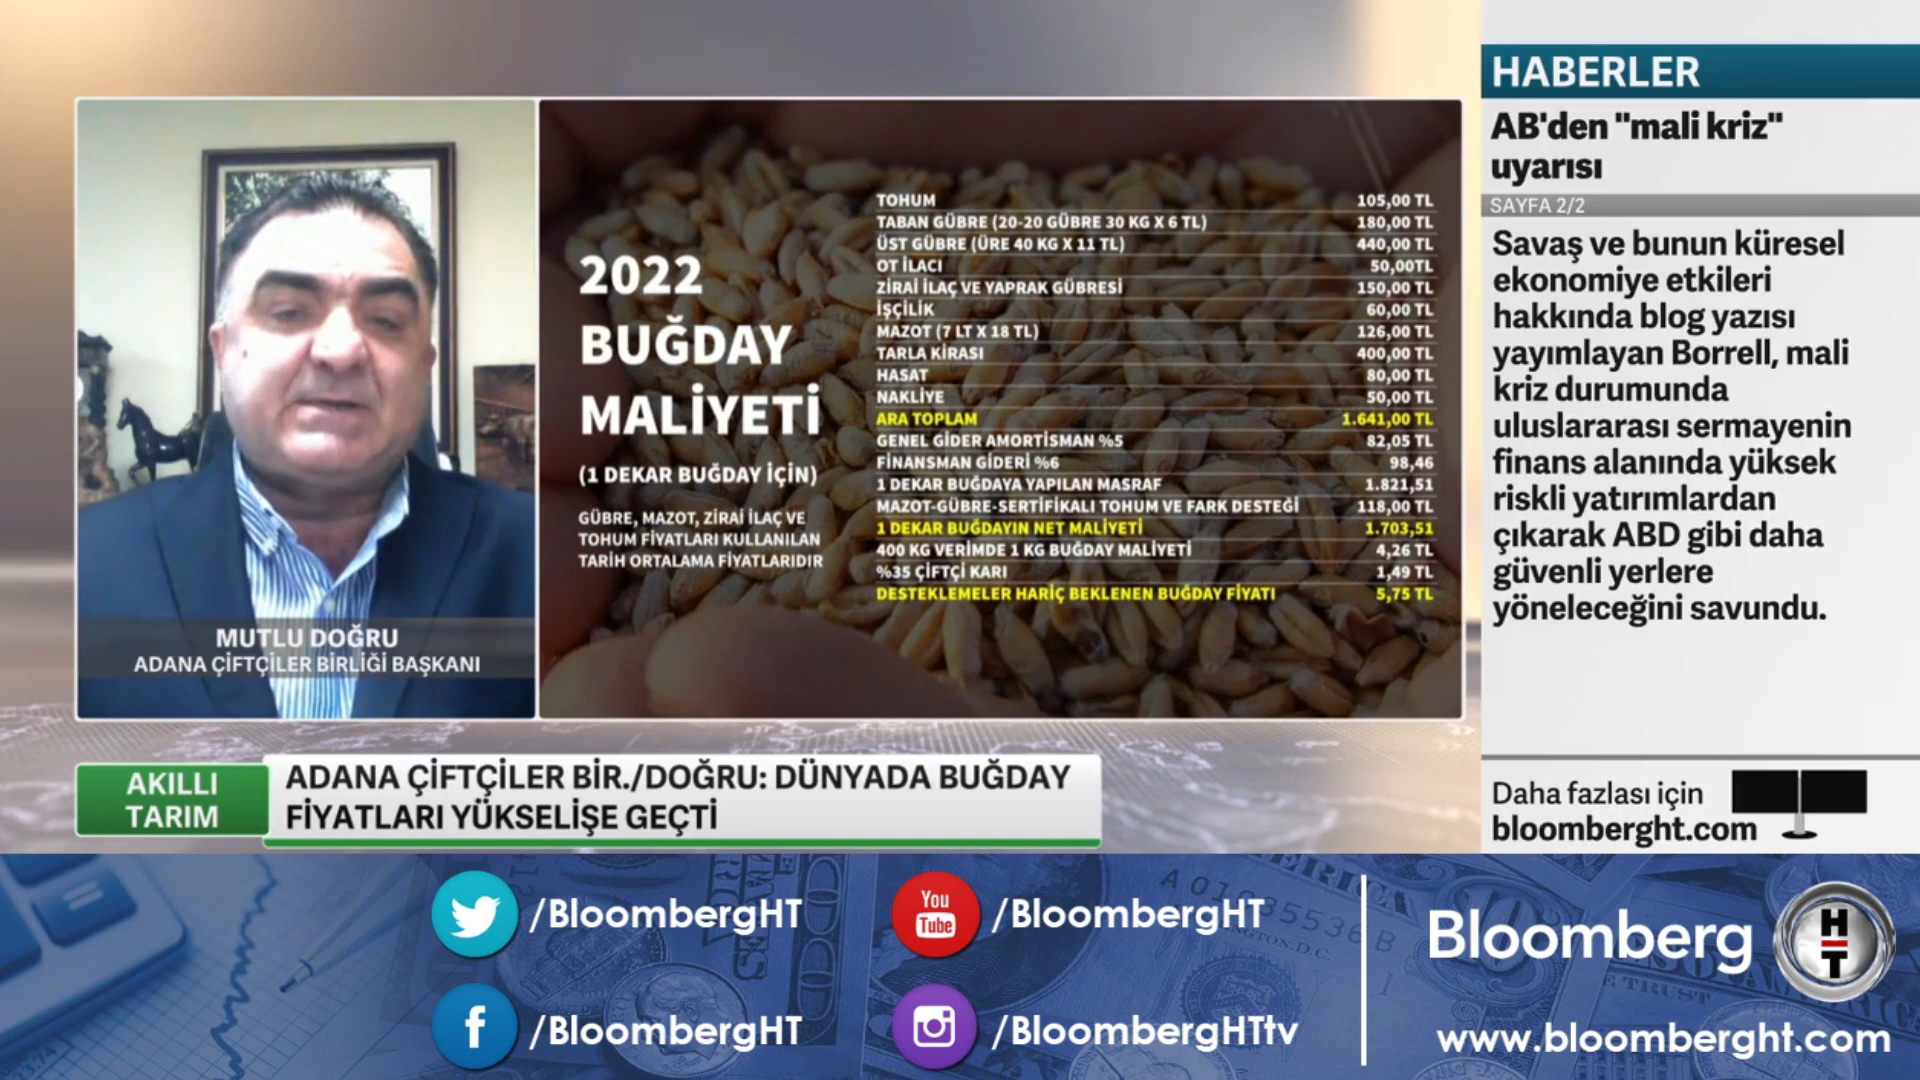 2022
BUĞDAY
MALİYETİ
(1 DEKAR BUĞDAY İÇİN)
GÜBRE, MAZOT, ZİRAİ İLAÇ VE
TOHUM FİYATLARI KULLANILAN
TARİH ORTALAMA FİYATLARIDIR
TOHUM 105,00 TL
TABAN GÜBRE (20-20 GÜBRE 30 KG X 6 TL) 180,00 TL
ÜST GÜBRE (ÜRE 40 KG X 11 TL) 440,00 TL
OT İLACI 50,00TL
ZİRAİ İLAÇ VE YAPRAK GÜBRESİ 150,00 TL
İŞÇİLİK 60,00 TL
MAZOT (7 LT X 18 TL) 126,00 TL
TARLA KİRASI 400,00 TL
HASAT 80,00 TL
NAKLİYE 50,00 TL
ARA TOPLAM 1.641,00 TL
GENEL GİDER AMORTİSMAN %5 82,05 TL
FİNANSMAN GİDERİ %6 98,46
1 DEKAR BUĞDAYA YAPILAN MASRAF 1.821,51
MAZOT-GÜBRE-SERTİFİKALI TOHUM VE FARK DESTEĞİ 118,00 TL
1 DEKAR BUĞDAYIN NET MALİYETİ 1.703,51
400 KG VERİMDE 1 KG BUĞDAY MALİYETİ 4,26 TL
%35 ÇİFTÇİ KARI 1,49 TL
DESTEKLEMELER HARİÇ BEKLENEN BUĞDAY FİYATI 5,75 TL
MUTLU DOĞRU
ADANA ÇİFTÇİLER BİRLİĞİ BAŞKANI
AKILLI
TARIM
ADANA ÇİFTÇİLER BİR./DOĞRU: DÜNYADA BUĞDAY
FİYATLARI YÜKSELİŞE GEÇTİ
HABERLER
AB'den "mali kriz"
uyarısı
SAYFA 2/2
Savaş ve bunun küresel
ekonomiye etkileri
hakkında blog yazısı
yayımlayan Borrell, mali
kriz durumunda
uluslararası sermayenin
finans alanında yüksek
riskli yatırımlardan
çıkarak ABD gibi daha
güvenli yerlere
yöneleceğini savundu.
Daha fazlası için
bloomberght.com
/BloombergHT
You
Tube
/BloombergHT
f
/BloombergHT
/BloombergHTtv
Bloomberg
HT
www.bloomberght.com